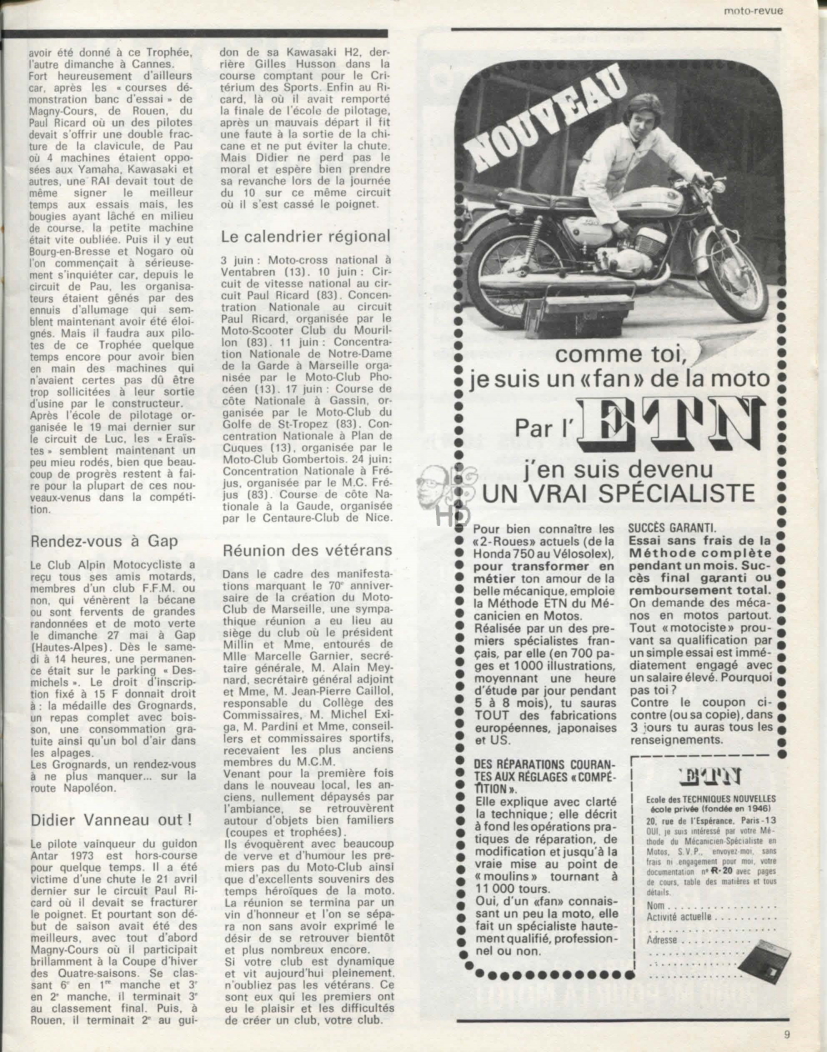 moto-revue
avoir été donné à ce Trophée,
l'autre dimanche à Cannes.
Fort heureusement d'ailleurs
car, après les « courses dé-
monstration banc d'essai » de
Magny-Cours, de Rouen, du
Paul Ricard où un des pilotes
devait s'offrir une double frac-
ture de la clavicule, de Pau
où 4 machines étaient oppo-
sées aux Yamaha, Kawasaki et
autres, une RAI devait tout de
même signer le meilleur
temps aux essais mais, les
bougies ayant lâché en milieu
de course, la petite machine
était vite oubliée. Puis il y eut
Bourg-en-Bresse et Nogaro où
l'on commençait à sérieuse-
ment s'inquiéter car, depuis le
circuit de Pau, les organisa-
teurs étaient gênés par des
ennuis d'allumage qui sem-
blent maintenant avoir été éloi-
gnés. Mais il faudra aux pilo-
tes de ce Trophée quelque
temps encore pour avoir bien
en main des machines qui
n'avaient certes pas dû être
trop sollicitées à leur sortie
d'usine par le constructeur.
Après l'école de pilotage or-
ganisée le 19 mai dernier sur
le circuit de Luc, les « Eraïs-
tes » semblent maintenant un
peu mieu rodés, bien que beau-
coup de progrès restent à fai-
re pour la plupart de ces nou-
veaux-venus dans la compéti-
tion.
Rendez-vous à Gap
Le Club Alpin Motocycliste a
reçu tous ses amis motards,
membres d'un club F.F.M. ou
non, qui vénèrent la bécane
ou sont fervents de grandes
randonnées et de moto verte
le dimanche 27 mai à Gap
(Hautes-Alpes). Dès le same-
di à 14 heures, une permanen-
ce était sur le parking « Des-
michels ». Le droit d'inscrip-
tion fixé à 15 F donnait droit
à : la médaille des Grognards,
un repas complet avec bois-
son, une consommation gra-
tuite ainsi qu'un bol d'air dans
les alpages.
Les Grognards, un rendez-vous
à ne plus manquer... sur la
route Napoléon.
Didier Vanneau out !
Le pilote vainqueur du guidon
Antar 1973 est hors-course
pour quelque temps. Il a été
victime d'une chute le 21 avril
dernier sur le circuit Paul Ri-
card où il devait se fracturer
le poignet. Et pourtant son dé-
but de saison avait été des
meilleurs, avec tout d'abord
Magny-Cours où il participait
brillamment à la Coupe d'hiver
des Quatre-saisons. Se clas-
sant 6e en 1re manche et 3e
en 2e manche, il terminait 3e
au classement final. Puis, à
Rouen, il terminait 2e au gui-
don de sa Kawasaki H2, der-
rière Gilles Husson dans la
course comptant pour le Cri-
térium des Sports. Enfin au Ri-
card, là où il avait remporté
la finale de l'école de pilotage,
après un mauvais départ il fit
une faute à la sortie de la chi-
cane et ne put éviter la chute.
Mais Didier ne perd pas le
moral et espère bien prendre
sa revanche lors de la journée
du 10 sur ce même circuit
où il s'est cassé le poignet.
Le calendrier régional
3 juin : Moto-cross national à
Ventabren (13). 10 juin : Cir-
cuit de vitesse national au cir-
cuit Paul Ricard (83). Concen-
tration Nationale au circuit
Paul Ricard, organisée par le
Moto-Scooter Club du Mouril-
lon (83). 11 juin : Concentra-
tion Nationale de Notre-Dame
de la Garde à Marseille orga-
nisée par le Moto-Club Pho-
céen (13). 17 juin : Course de
côte Nationale à Gassin, or-
ganisée par le Moto-Club du
Golfe de St-Tropez (83). Con-
centration Nationale à Plan de
Cuques (13), organisée par le
Moto-Club Gombertois. 24 juin:
Concentration Nationale à Fré-
jus, organisée par le M.C. Fré-
jus (83). Course de côte Na-
tionale à la Gaude, organisée
par le Centaure-Club de Nice.
Réunion des vétérans
Dans le cadre des manifesta-
tions marquant le 70e anniver-
saire de la création du Moto-
Club de Marseille, une sympa-
thique réunion a eu lieu au
siège du club où le président
Millin et Mme, entourés de
Mlle Marcelle Garnier, secré-
taire générale, M. Alain Mey-
nard, secrétaire général adjoint
et Mme, M. Jean-Pierre Caillol,
responsable du Collège des
Commissaires, M. Michel Exi-
ga, M. Pardini et Mme, conseil-
lers et commissaires sportifs,
recevaient les plus anciens
membres du M.C.M.
Venant pour la première fois
dans le nouveau local, les an-
ciens, nullement dépaysés par
l'ambiance, se retrouvèrent
autour d'objets bien familiers
(coupes et trophées).
Ils évoquèrent avec beaucoup
de verve et d'humour les pre-
miers pas du Moto-Club ainsi
que d'excellents souvenirs des
temps héroïques de la moto.
La réunion se termina par un
vin d'honneur et l'on se sépa-
ra non sans avoir exprimé le
désir de se retrouver bientôt
et plus nombreux encore.
Si votre club est dynamique
et vit aujourd'hui pleinement,
n'oubliez pas les vétérans. Ce
sont eux qui les premiers ont
eu le plaisir et les difficultés
de créer un club, votre club.
NOUVEAU
comme toi,
je suis un «fan» de la moto
Par l'ETN
j'en suis devenu
UN VRAI SPÉCIALISTE
Pour bien connaître les
«2-Roues» actuels (de la
Honda 750 au Vélosolex),
pour transformer en
métier ton amour de la
belle mécanique, emploie
la Méthode ETN du Mé-
canicien en Motos.
Réalisée par un des pre-
miers spécialistes fran-
çais, par elle (en 700 pa-
ges et 1000 illustrations,
moyennant une heure
d'étude par jour pendant
5 à 8 mois), tu sauras
TOUT des fabrications
européennes, japonaises
et US.
DES RÉPARATIONS COURAN-
TES AUX RÉGLAGES «COMPÉ-
TITION».
Elle explique avec clarté
la technique ; elle décrit
à fond les opérations pra-
tiques de réparation, de
modification et jusqu'à la
vraie mise au point de
« moulins » tournant à
11 000 tours.
Oui, d'un «fan» connais-
sant un peu la moto, elle
fait un spécialiste haute-
ment qualifié, profession-
nel ou non.
SUCCÈS GARANTI.
Essai sans frais de la
Méthode complète
pendant un mois. Suc-
cès final garanti ou
remboursement total.
On demande des méca-
nos en motos partout.
Tout «motociste» prou-
vant sa qualification par
un simple essai est immé-
diatement engagé avec
un salaire élevé. Pourquoi
pas toi ?
Contre le coupon ci-
contre (ou sa copie), dans
3 jours tu auras tous les
renseignements.
ETN
Ecole des TECHNIQUES NOUVELLES
école privée (fondée en 1946)
20, rue de l'Espérance, Paris-13
OUI, je suis intéressé par votre Mé-
thode du Mécanicien-Spécialiste en
Motos, S.V.P., envoyez-moi, sans
frais ni engagement pour moi, votre
documentation n° R-20 avec pages
de cours, table des matières et tous
détails.
Nom
Activité actuelle
Adresse
9